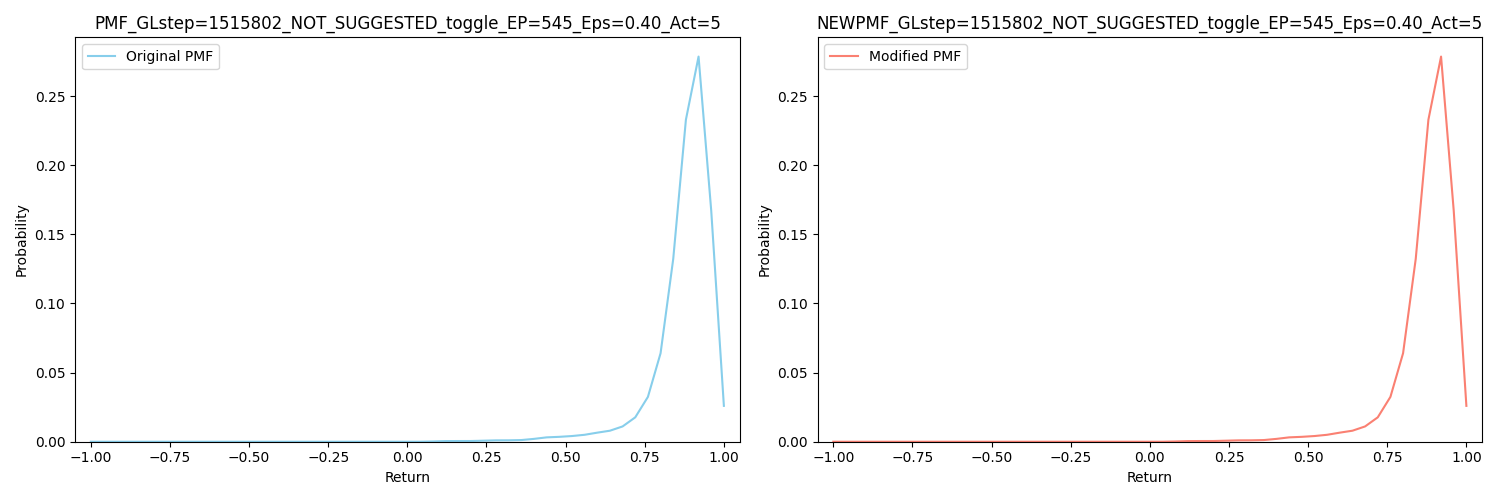 PMF_GLstep=1515802_NOT_SUGGESTED_toggle_EP=545_Eps=0.40_Act=5
Original PMF
0.25
0.20
0.15
0.10
0.05
0.00
Probability
−1.00 −0.75 −0.50 −0.25 0.00 0.25 0.50 0.75 1.00
Return
NEWPMF_GLstep=1515802_NOT_SUGGESTED_toggle_EP=545_Eps=0.40_Act=5
Modified PMF
0.25
0.20
0.15
0.10
0.05
0.00
Probability
−1.00 −0.75 −0.50 −0.25 0.00 0.25 0.50 0.75 1.00
Return